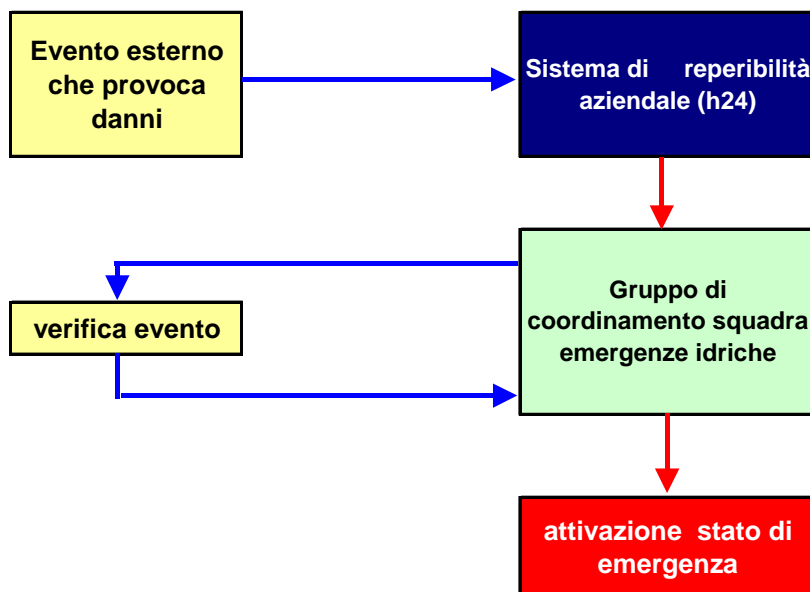 Evento esterno
che provoca
danni
Sistema di reperibilità
aziendale (h24)
Gruppo di
coordinamento squadra
emergenze idriche
verifica evento
attivazione stato di
emergenza